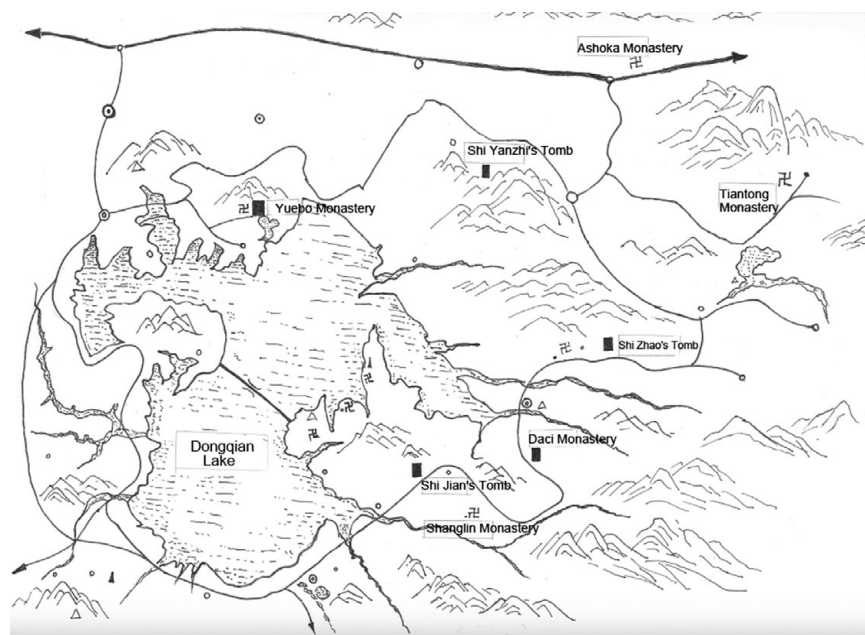 Ashoka Monastery
Shi Yanzhi's Tomb
Tiantong
Monastery
Yuebo Monastery
Shi Zhao's Tomb
Dongqian
Lake
Daci Monastery
Shi Jian's Tomb
Shanglin Monastery